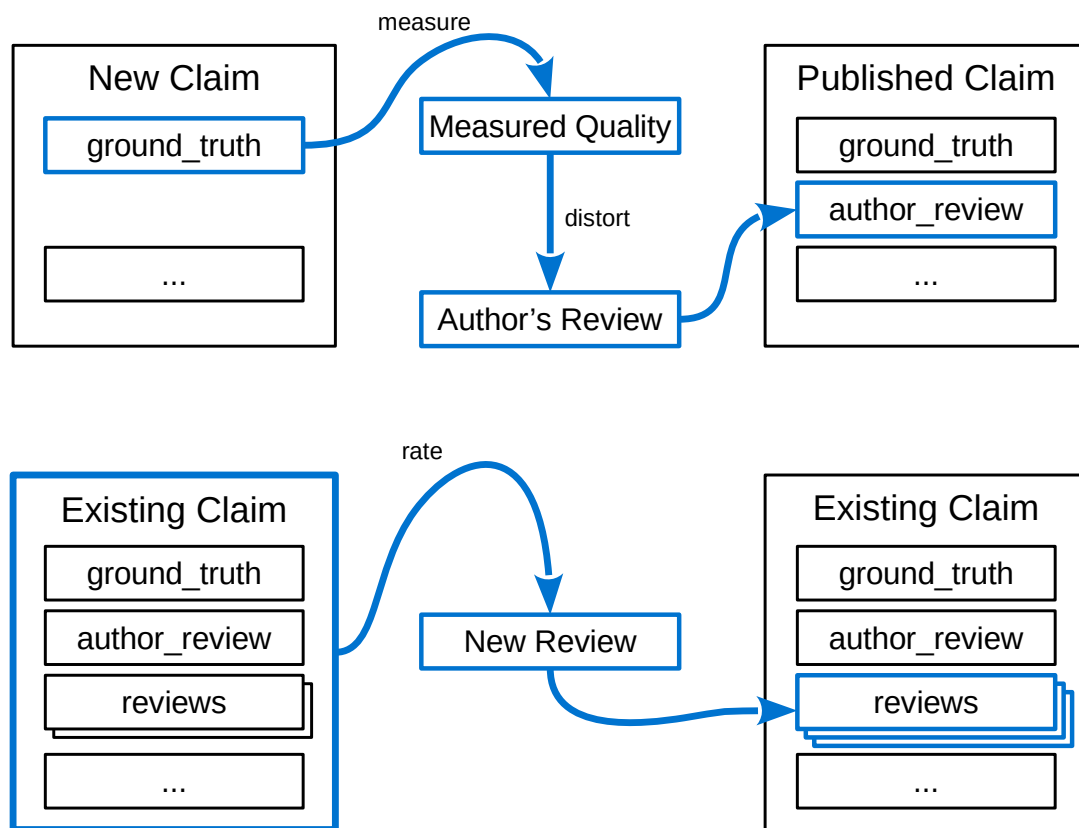 measure
New Claim
ground_truth
...
Measured Quality
distort
Author’s Review
Published Claim
ground_truth
author_review
...
rate
Existing Claim
ground_truth
author_review
reviews
...
New Review
Existing Claim
ground_truth
author_review
reviews
...